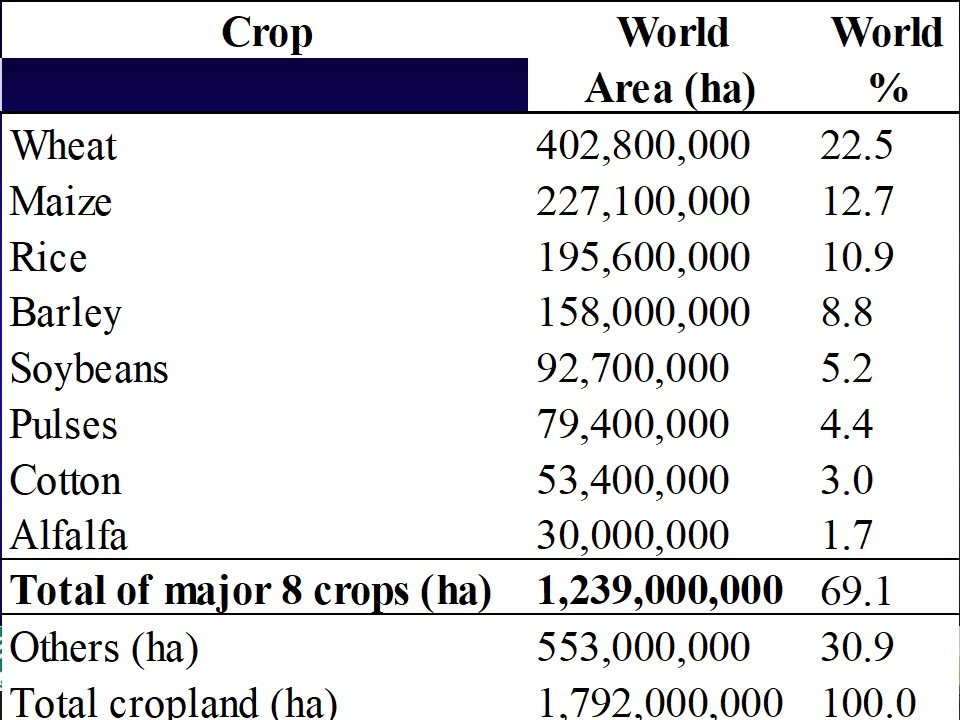 Crop World World
Area (ha) %
Wheat 402,800,000 22.5
Maize 227,100,000 12.7
Rice 195,600,000 10.9
Barley 158,000,000 8.8
Soybeans 92,700,000 5.2
Pulses 79,400,000 4.4
Cotton 53,400,000 3.0
Alfalfa 30,000,000 1.7
Total of major 8 crops (ha) 1,239,000,000 69.1
Others (ha) 553,000,000 30.9
Total cropland (ha) 1,792,000,000 100.0